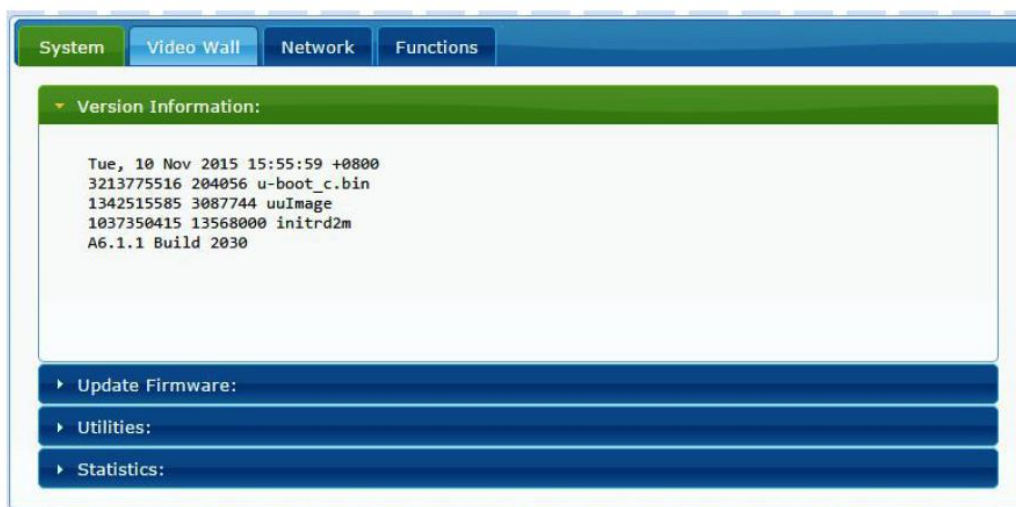 System Video Wall Network Functions
Version Information:
Tue, 10 Nov 2015 15:55:59 +0800
3213775516 204056 u-boot_c.bin
1342515585 3087744 uuImage
1037350415 13568000 initrd2m
A6.1.1 Build 2030
Update Firmware:
Utilities:
Statistics: